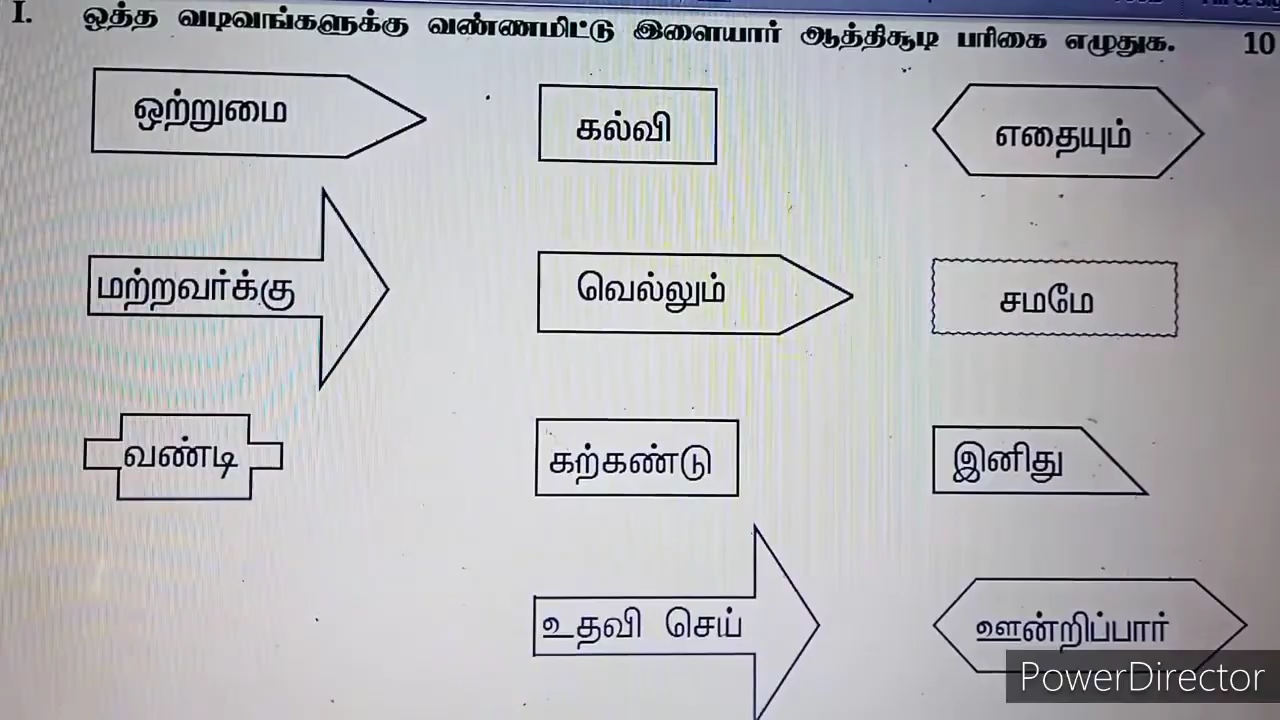 I. ஒத்த வடிவங்களுக்கு வண்ணமிட்டு இளையார் ஆத்திசூடி பரிகை எழுதுக. 10
ஒற்றுமை கல்வி எதையும்
மற்றவர்க்கு வெல்லும் சமமே
வண்டி கற்கண்டு இனிது
உதவி செய் ஊன்றிப்பார்
PowerDirector